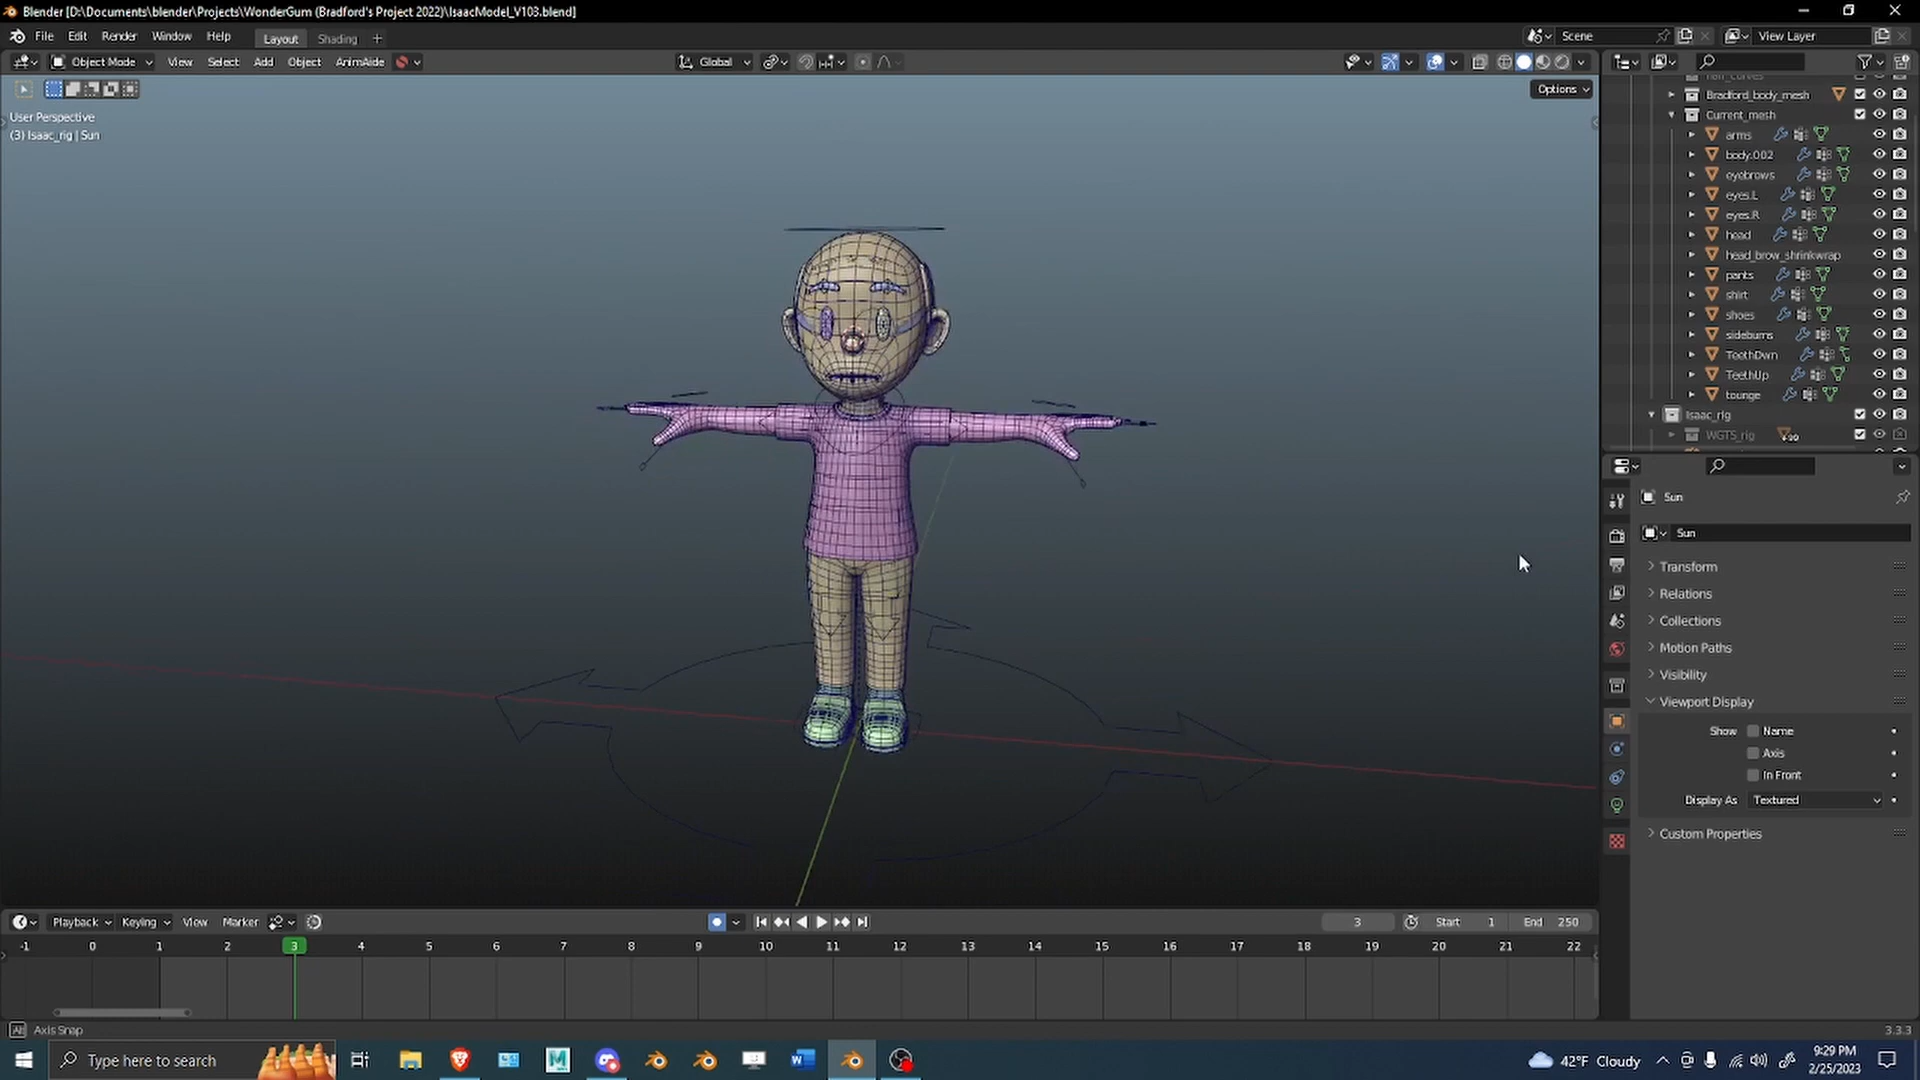 Blender [D:\Documents\blender\Projects\WonderGum (Bradford's Project 2022)\IsaacModel_V103.blend]
File Edit Render Window Help Layout Shading + Scene View Layer
Object Mode View Select Add Object AnimAide Global
Options
User Perspective
(3) Isaac_rig | Sun
hair_curves
Bradford_body_mesh
Current_mesh
arms
body.002
eyebrows
eyes.L
eyes.R
head
head_brow_shrinkwrap
pants
shirt
shoes
sideburns
TeethDwn
TeethUp
tounge
Isaac_rig
WGTS_rig
Sun
Sun
Transform
Relations
Collections
Motion Paths
Visibility
Viewport Display
Show Name
Axis
In Front
Display As Textured
Custom Properties
Playback Keying View Marker 3 Start 1 End 250
-1 0 1 2 3 4 5 6 7 8 9 10 11 12 13 14 15 16 17 18 19 20 21 22
Alt Axis Snap 3.3.3
Type here to search
42°F Cloudy
9:29 PM
2/25/2023